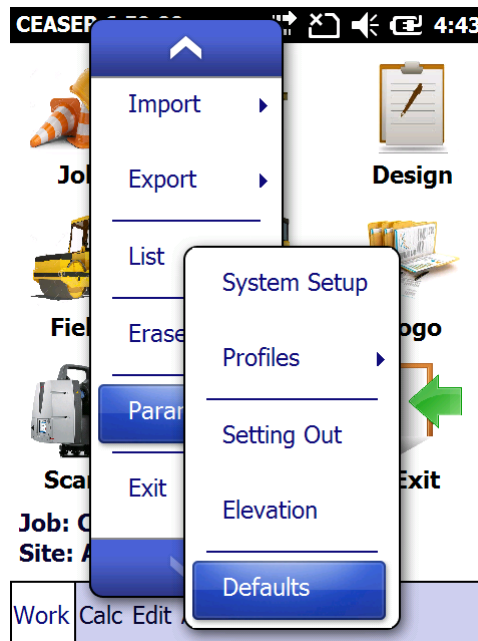 CEASER
4:43
Import
Export
Design
List
System Setup
Erase
Profiles
Setting Out
Exit
Exit
Elevation
Job: C
Site: A
Defaults
Work Calc Edit